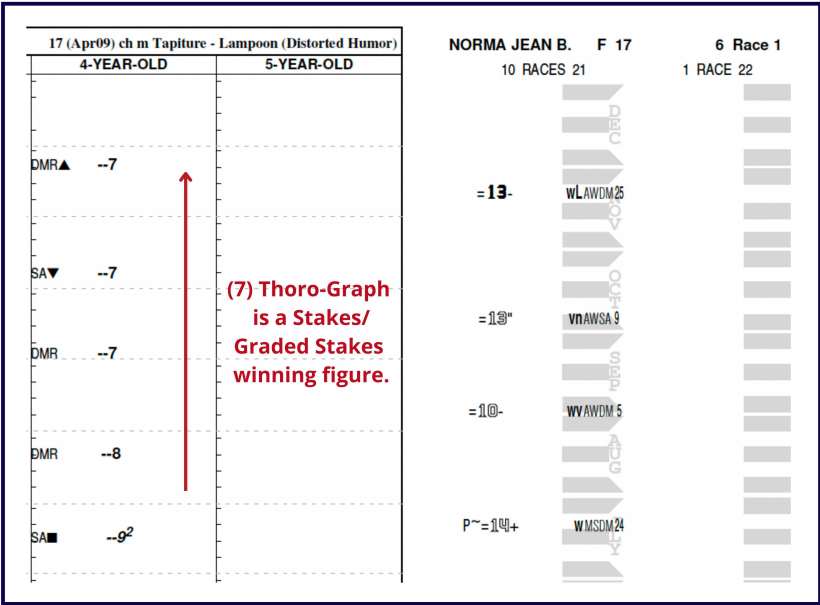 17 (Apr09) ch m Tapiture - Lampoon (Distorted Humor)
4-YEAR-OLD 5-YEAR-OLD
DMR▲ --7
SA▼ --7
DMR --7
DMR --8
SA■ --9²
(7) Thoro-Graph
is a Stakes/
Graded Stakes
winning figure.
NORMA JEAN B. F 17 6 Race 1
10 RACES 21 1 RACE 22
DEC
=13- wLAWDM25
NOV
OCT
=13" vnAWSA 9
SEP
=10- wvAWDM 5
AUG
P~=14+ wMSDM24